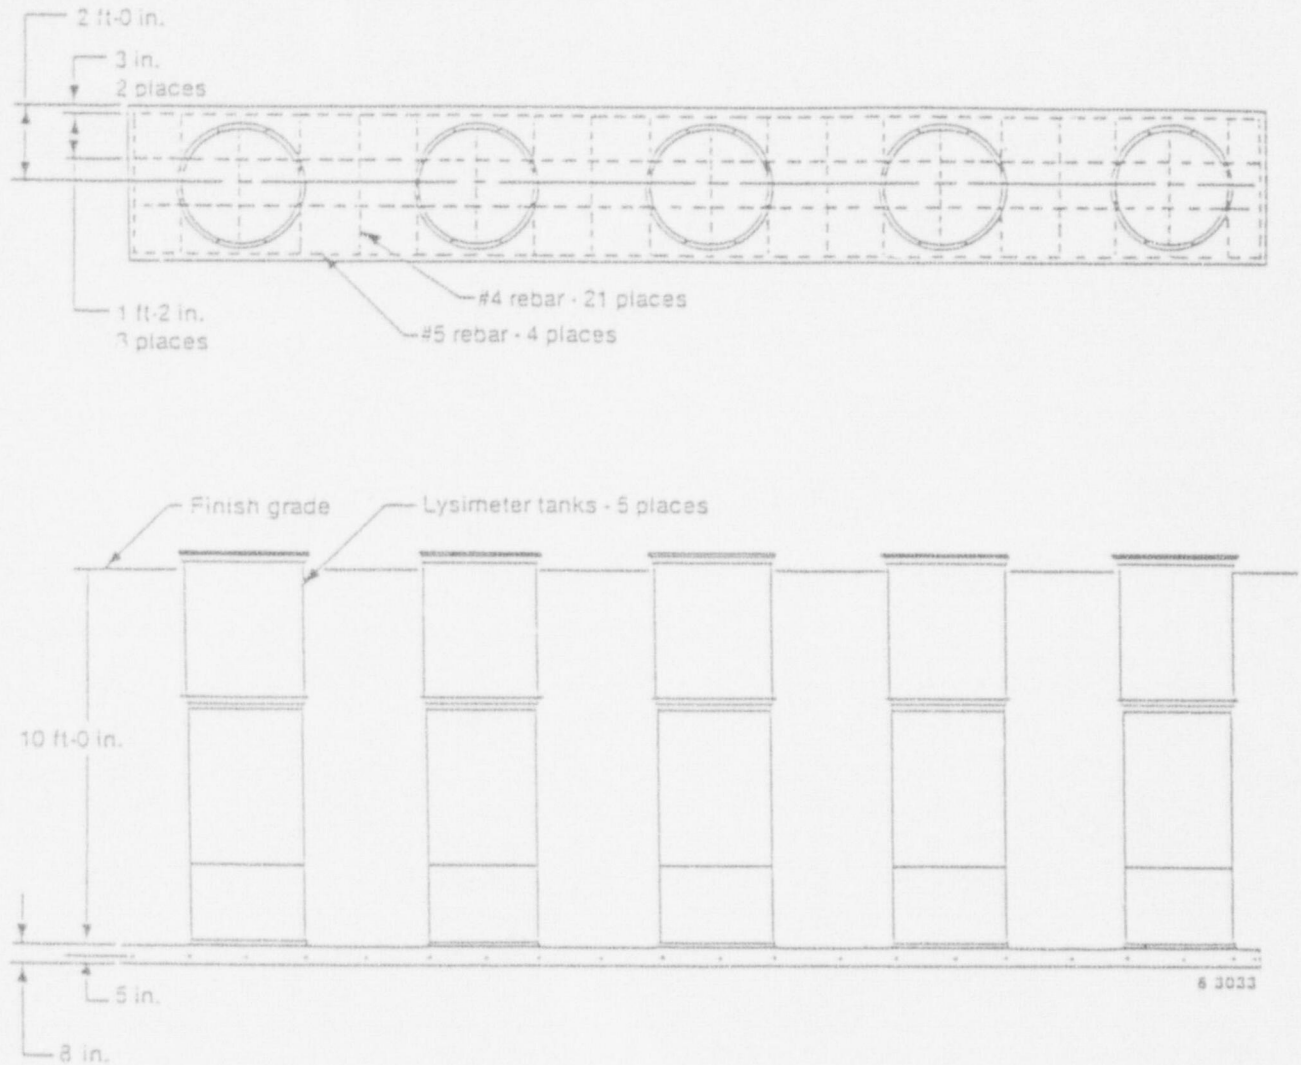 2 ft-0 in.
3 in.
2 places
#4 rebar - 21 places
1 ft-2 in.
3 places
#5 rebar - 4 places
Finish grade
Lysimeter tanks - 5 places
10 ft-0 in.
6 3033
5 in.
8 in.